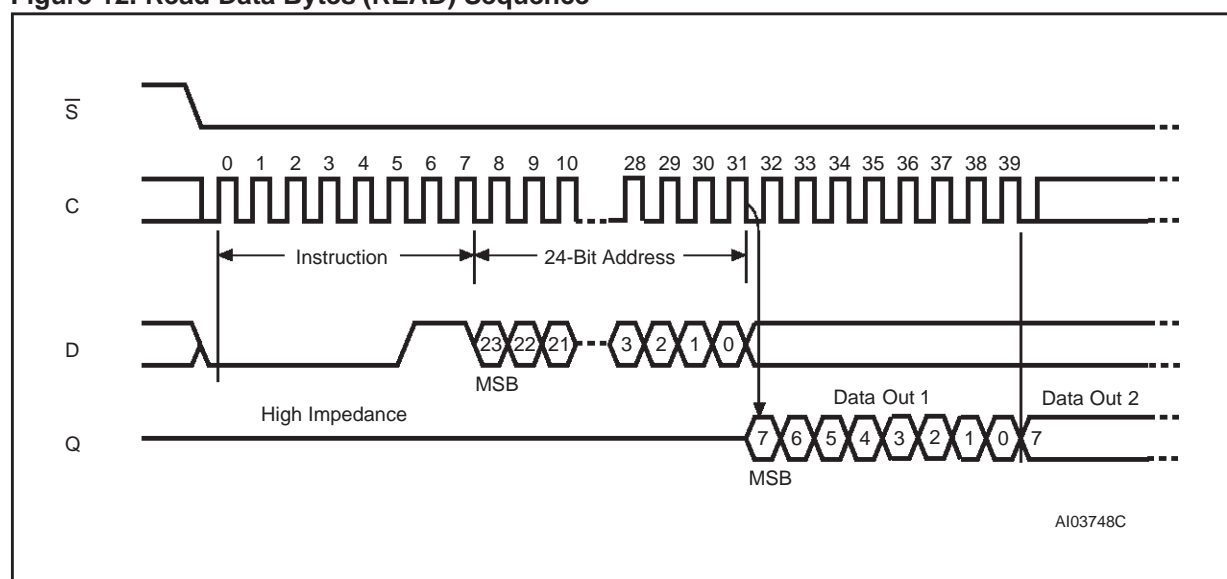 Figure 12. Read Data Bytes (READ) Sequence
S
0 1 2 3 4 5 6 7 8 9 10 28 29 30 31 32 33 34 35 36 37 38 39
C
Instruction 24-Bit Address
D 23 22 21 3 2 1 0
MSB
High Impedance Data Out 1 Data Out 2
Q 7 6 5 4 3 2 1 0 7
MSB
AI03748C